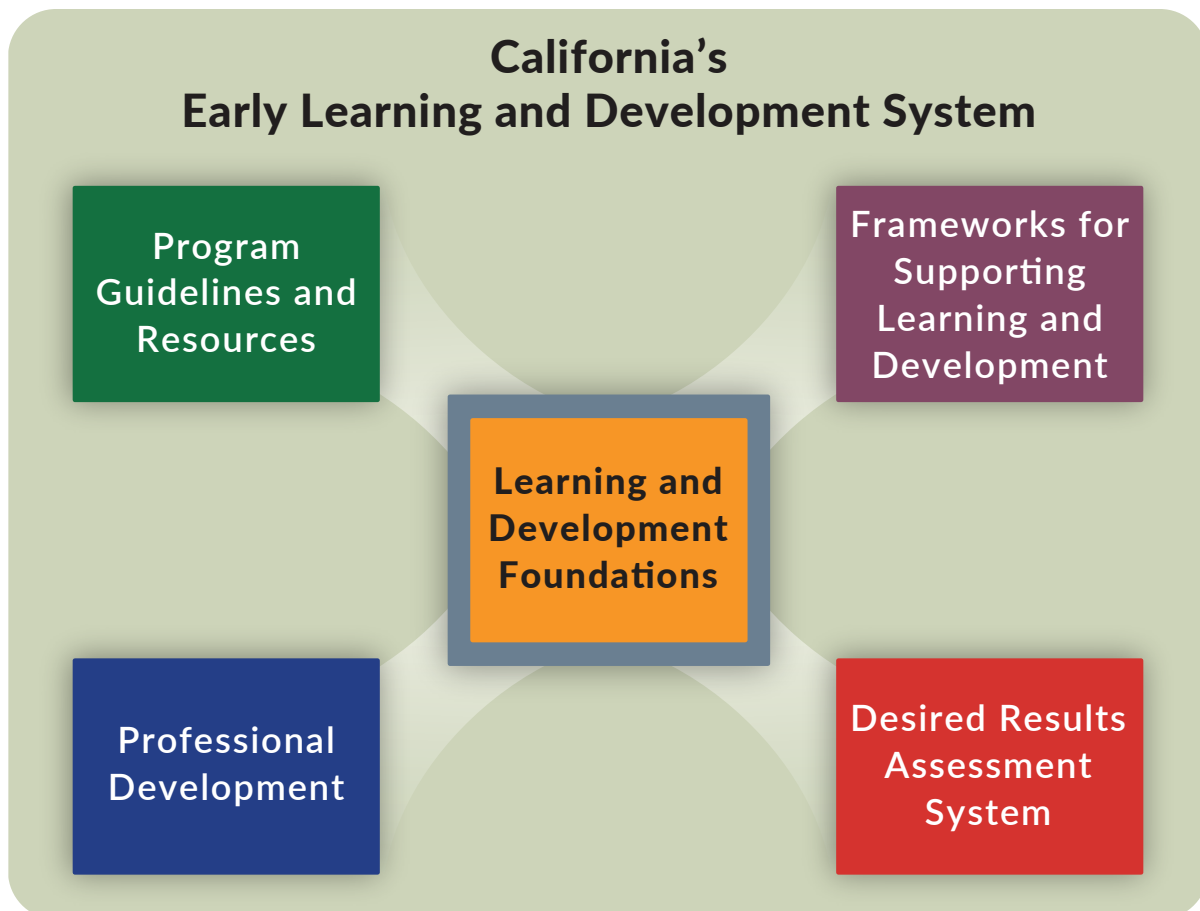 California’s
Early Learning and Development System
Program
Guidelines and
Resources
Frameworks for
Supporting
Learning and
Development
Learning and
Development
Foundations
Professional
Development
Desired Results
Assessment
System